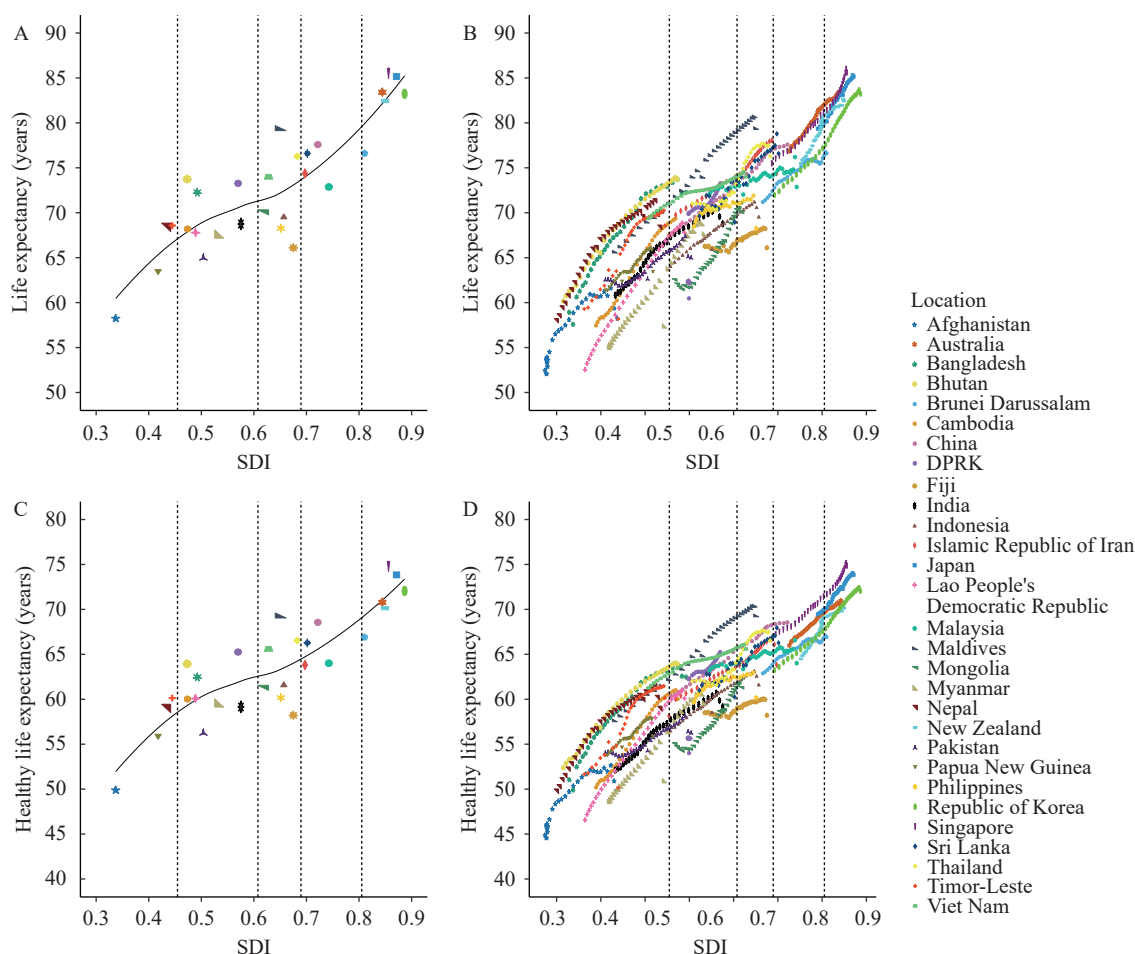 A
90
85
80
75
70
65
60
55
50
Life expectancy (years)
0.3 0.4 0.5 0.6 0.7 0.8 0.9
SDI
B
90
85
80
75
70
65
60
55
50
Life expectancy (years)
0.3 0.4 0.5 0.6 0.7 0.8 0.9
SDI
C
80
75
70
65
60
55
50
45
40
Healthy life expectancy (years)
0.3 0.4 0.5 0.6 0.7 0.8 0.9
SDI
D
80
75
70
65
60
55
50
45
40
Healthy life expectancy (years)
0.3 0.4 0.5 0.6 0.7 0.8 0.9
SDI
Location
Afghanistan
Australia
Bangladesh
Bhutan
Brunei Darussalam
Cambodia
China
DPRK
Fiji
India
Indonesia
Islamic Republic of Iran
Japan
Lao People's
Democratic Republic
Malaysia
Maldives
Mongolia
Myanmar
Nepal
New Zealand
Pakistan
Papua New Guinea
Philippines
Republic of Korea
Singapore
Sri Lanka
Thailand
Timor-Leste
Viet Nam